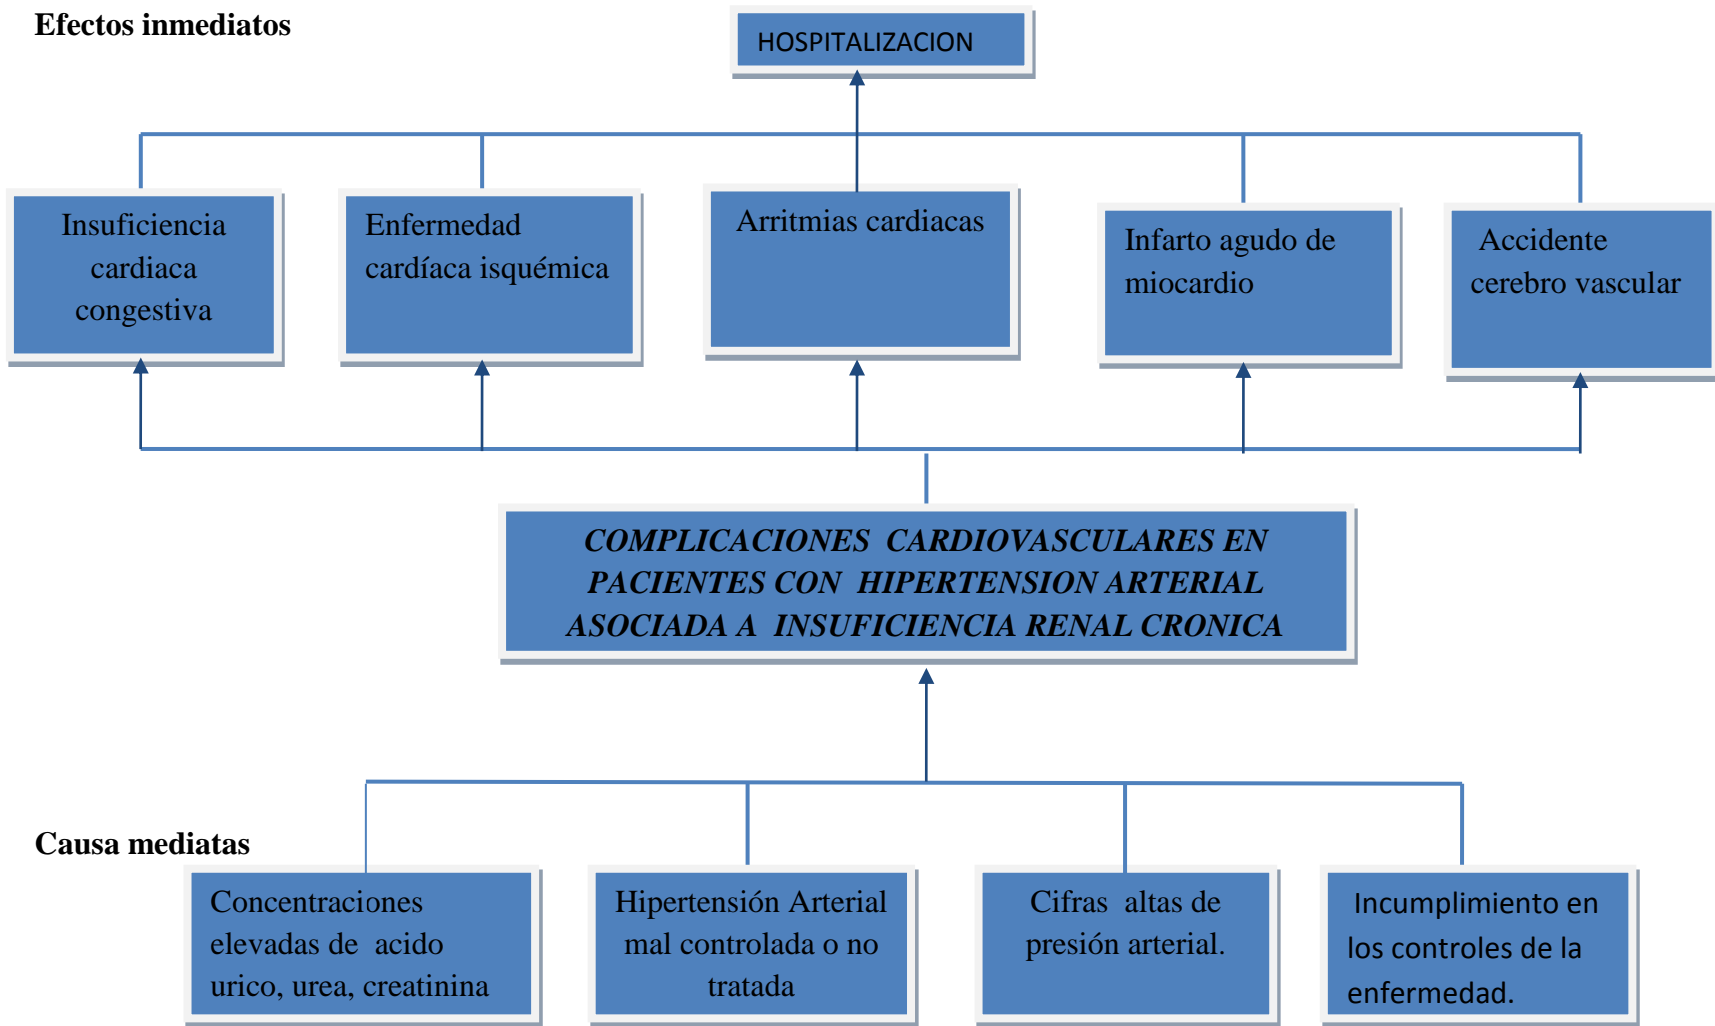 Efectos inmediatos
HOSPITALIZACION
Insuficiencia
cardiaca
congestiva
Enfermedad
cardíaca isquémica
Arritmias cardiacas
Infarto agudo de
miocardio
Accidente
cerebro vascular
COMPLICACIONES CARDIOVASCULARES EN
PACIENTES CON HIPERTENSION ARTERIAL
ASOCIADA A INSUFICIENCIA RENAL CRONICA
Causa mediatas
Concentraciones
elevadas de acido
urico, urea, creatinina
Hipertensión Arterial
mal controlada o no
tratada
Cifras altas de
presión arterial.
Incumplimiento en
los controles de la
enfermedad.